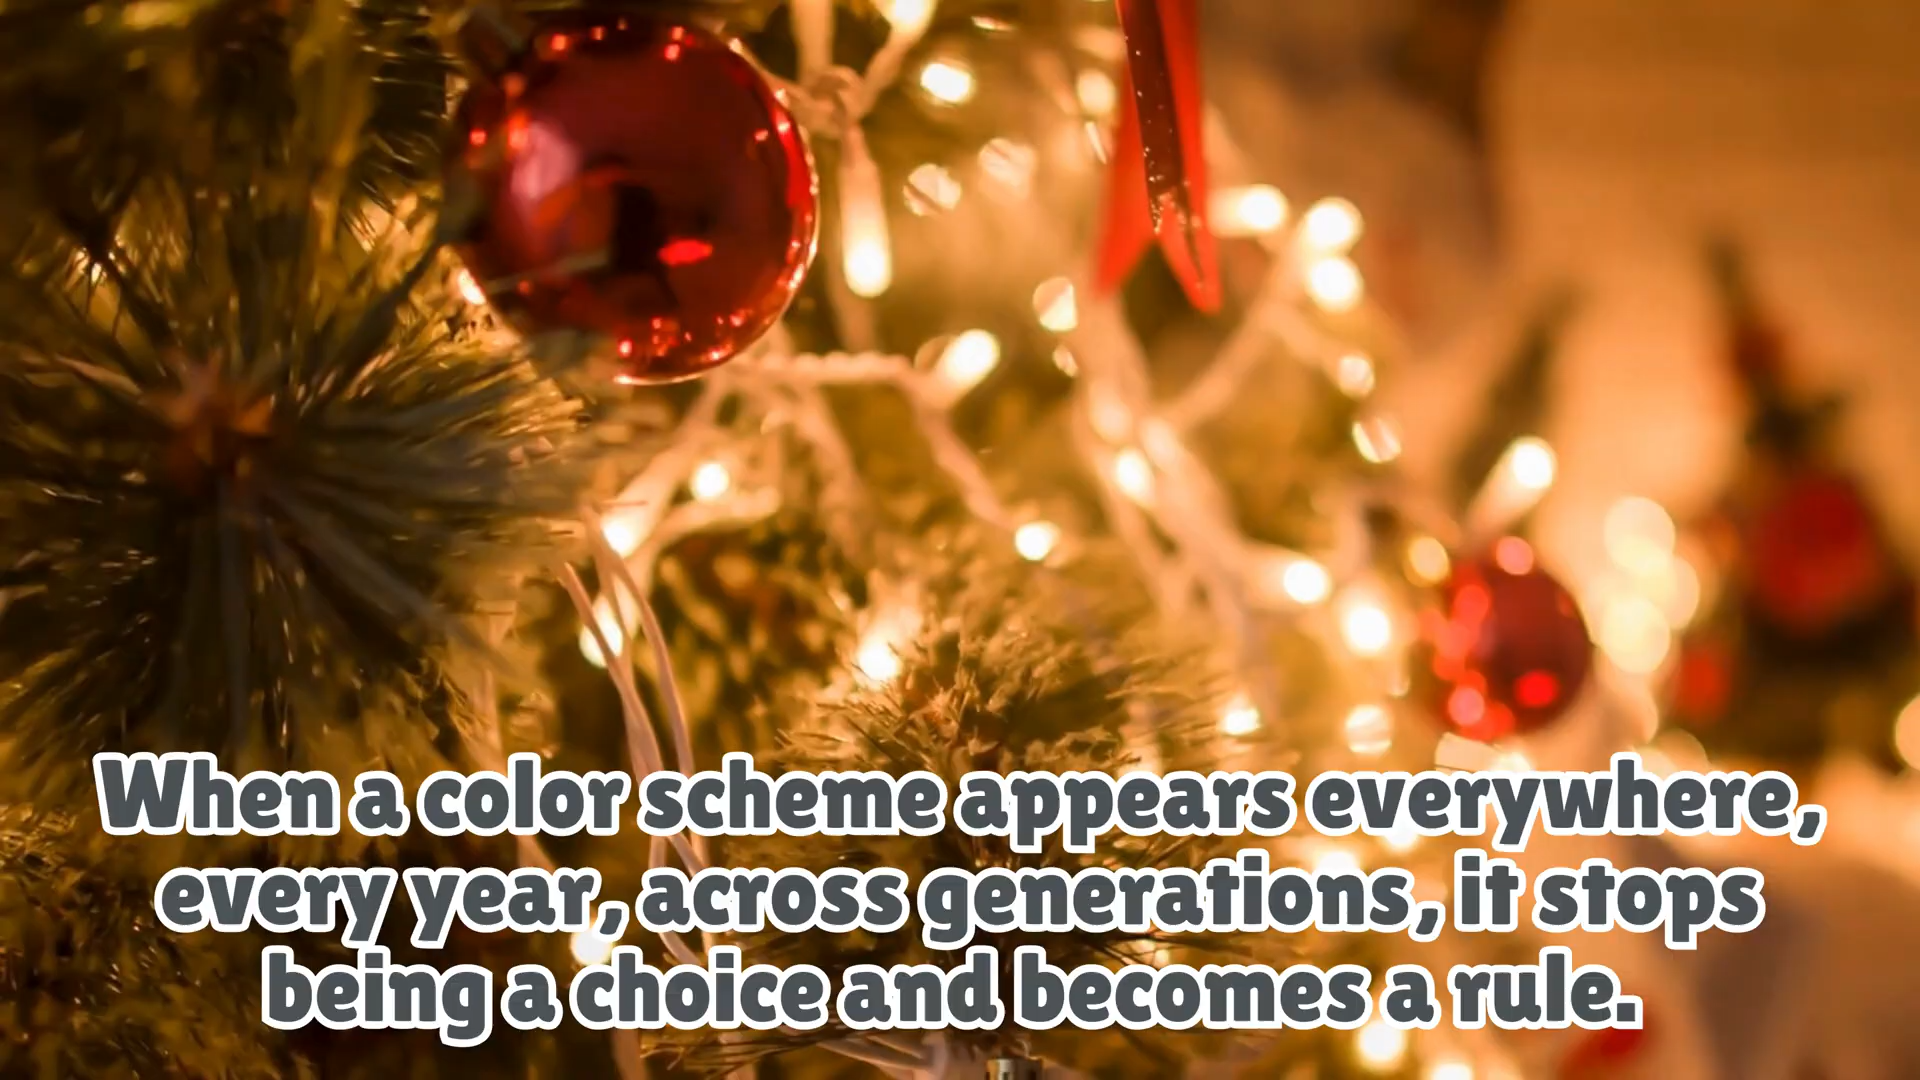 When a color scheme appears everywhere,
every year, across generations, it stops
being a choice and becomes a rule.